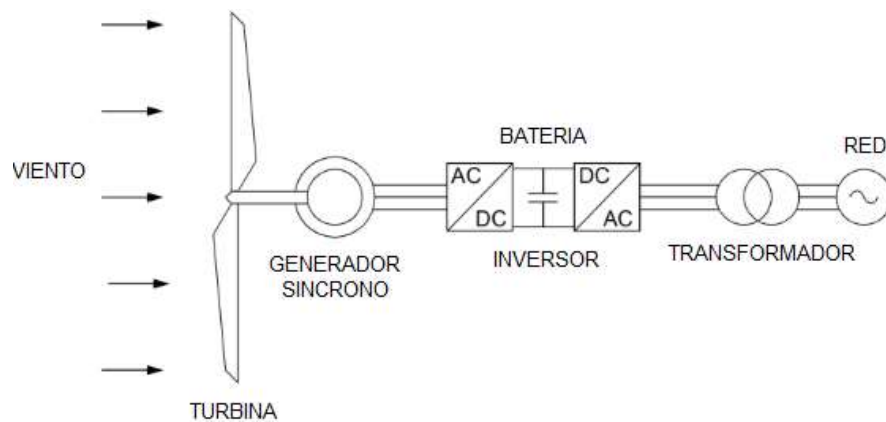 VIENTO
TURBINA
GENERADOR
SINCRONO
AC
DC
BATERIA
INVERSOR
DC
AC
TRANSFORMADOR
RED